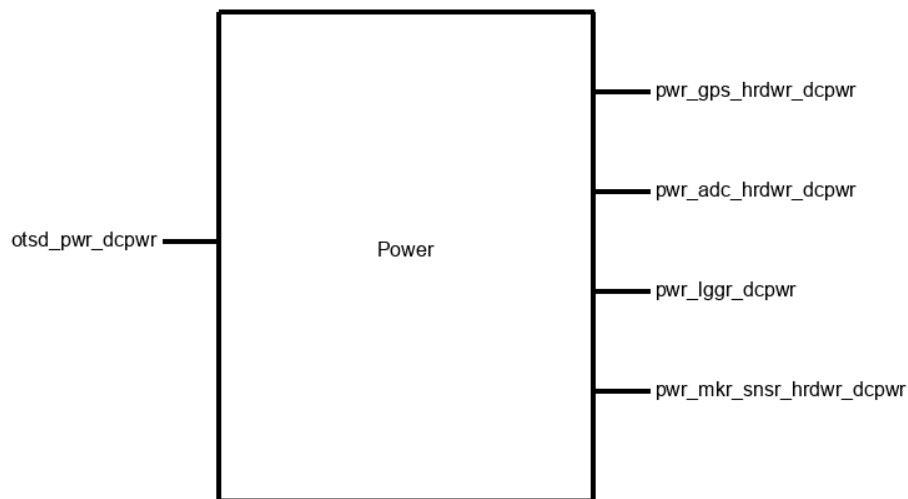 pwr_gps_hrdwr_dcpwr
pwr_adc_hrdwr_dcpwr
otsd_pwr_dcpwr
Power
pwr_lggr_dcpwr
pwr_mkr_snsr_hrdwr_dcpwr